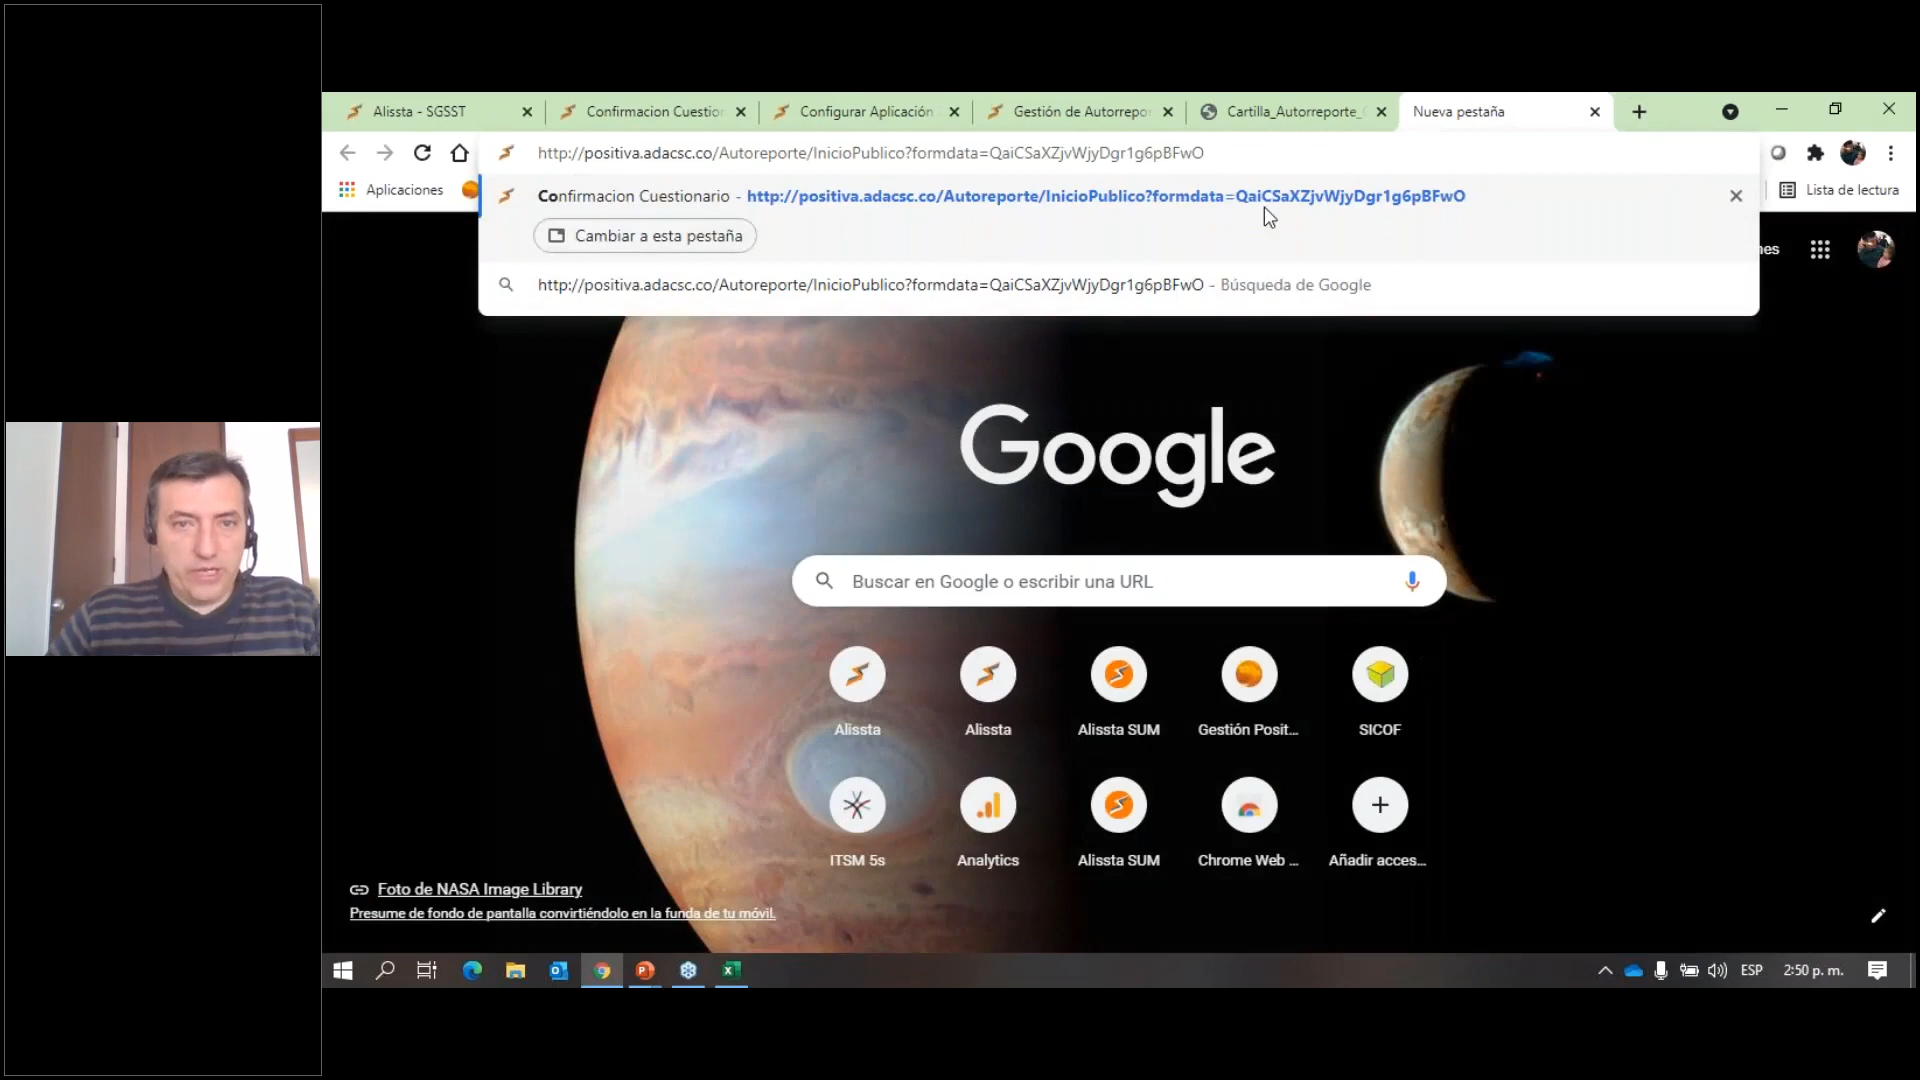 Alissta - SGSST
Confirmacion Cuestior
Configurar Aplicación
Gestión de Autorrepor
Cartilla_Autorreporte_
Nueva pestaña
http://positiva.adacsc.co/Autoreporte/InicioPublico?formdata=QaiCSaXZjvWjyDgr1g6pBFwO
Aplicaciones
Lista de lectura
Confirmacion Cuestionario - http://positiva.adacsc.co/Autoreporte/InicioPublico?formdata=QaiCSaXZjvWjyDgr1g6pBFwO
Cambiar a esta pestaña
nes
http://positiva.adacsc.co/Autoreporte/InicioPublico?formdata=QaiCSaXZjvWjyDgr1g6pBFwO - Búsqueda de Google
Google
Buscar en Google o escribir una URL
Alissta
Alissta
Alissta SUM
Gestión Posit...
SICOF
ITSM 5s
Analytics
Alissta SUM
Chrome Web ...
Añadir acces...
Foto de NASA Image Library
Presume de fondo de pantalla convirtiéndolo en la funda de tu móvil.
ESP
2:50 p. m.